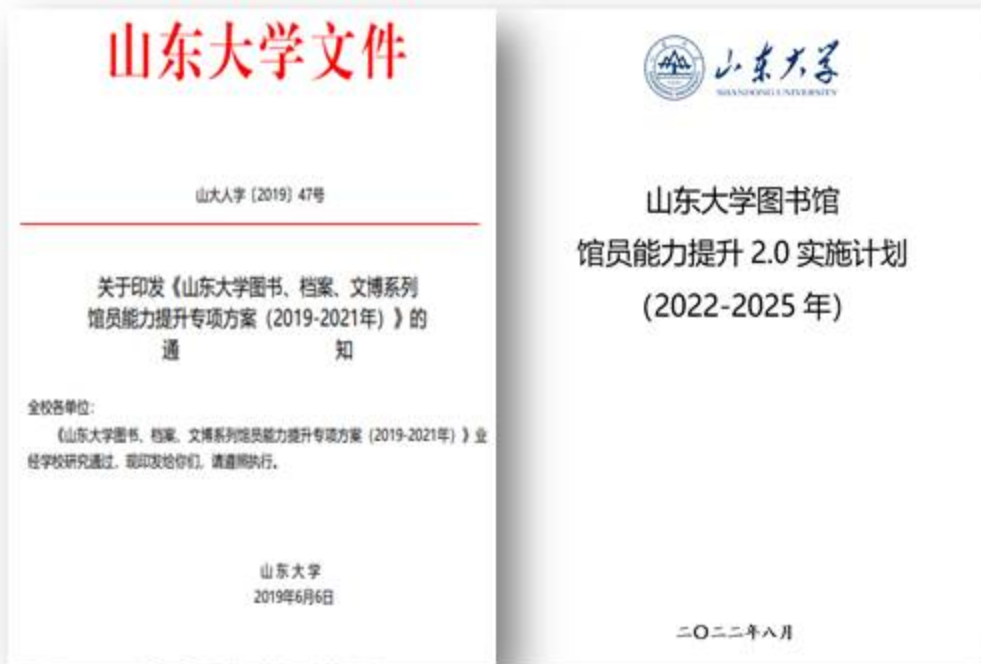 山东大学文件
山大人字〔2019〕47号
关于印发《山东大学图书、档案、文博系列
馆员能力提升专项方案（2019-2021年）》的
通 知
全校各单位：
《山东大学图书、档案、文博系列馆员能力提升专项方案（2019-2021年）》业
经学校研究通过，现印发给你们，请遵照执行。
山东大学
2019年6月6日
山东大学
SHANDONG UNIVERSITY
山东大学图书馆
馆员能力提升 2.0 实施计划
（2022-2025 年）
二〇二二年八月